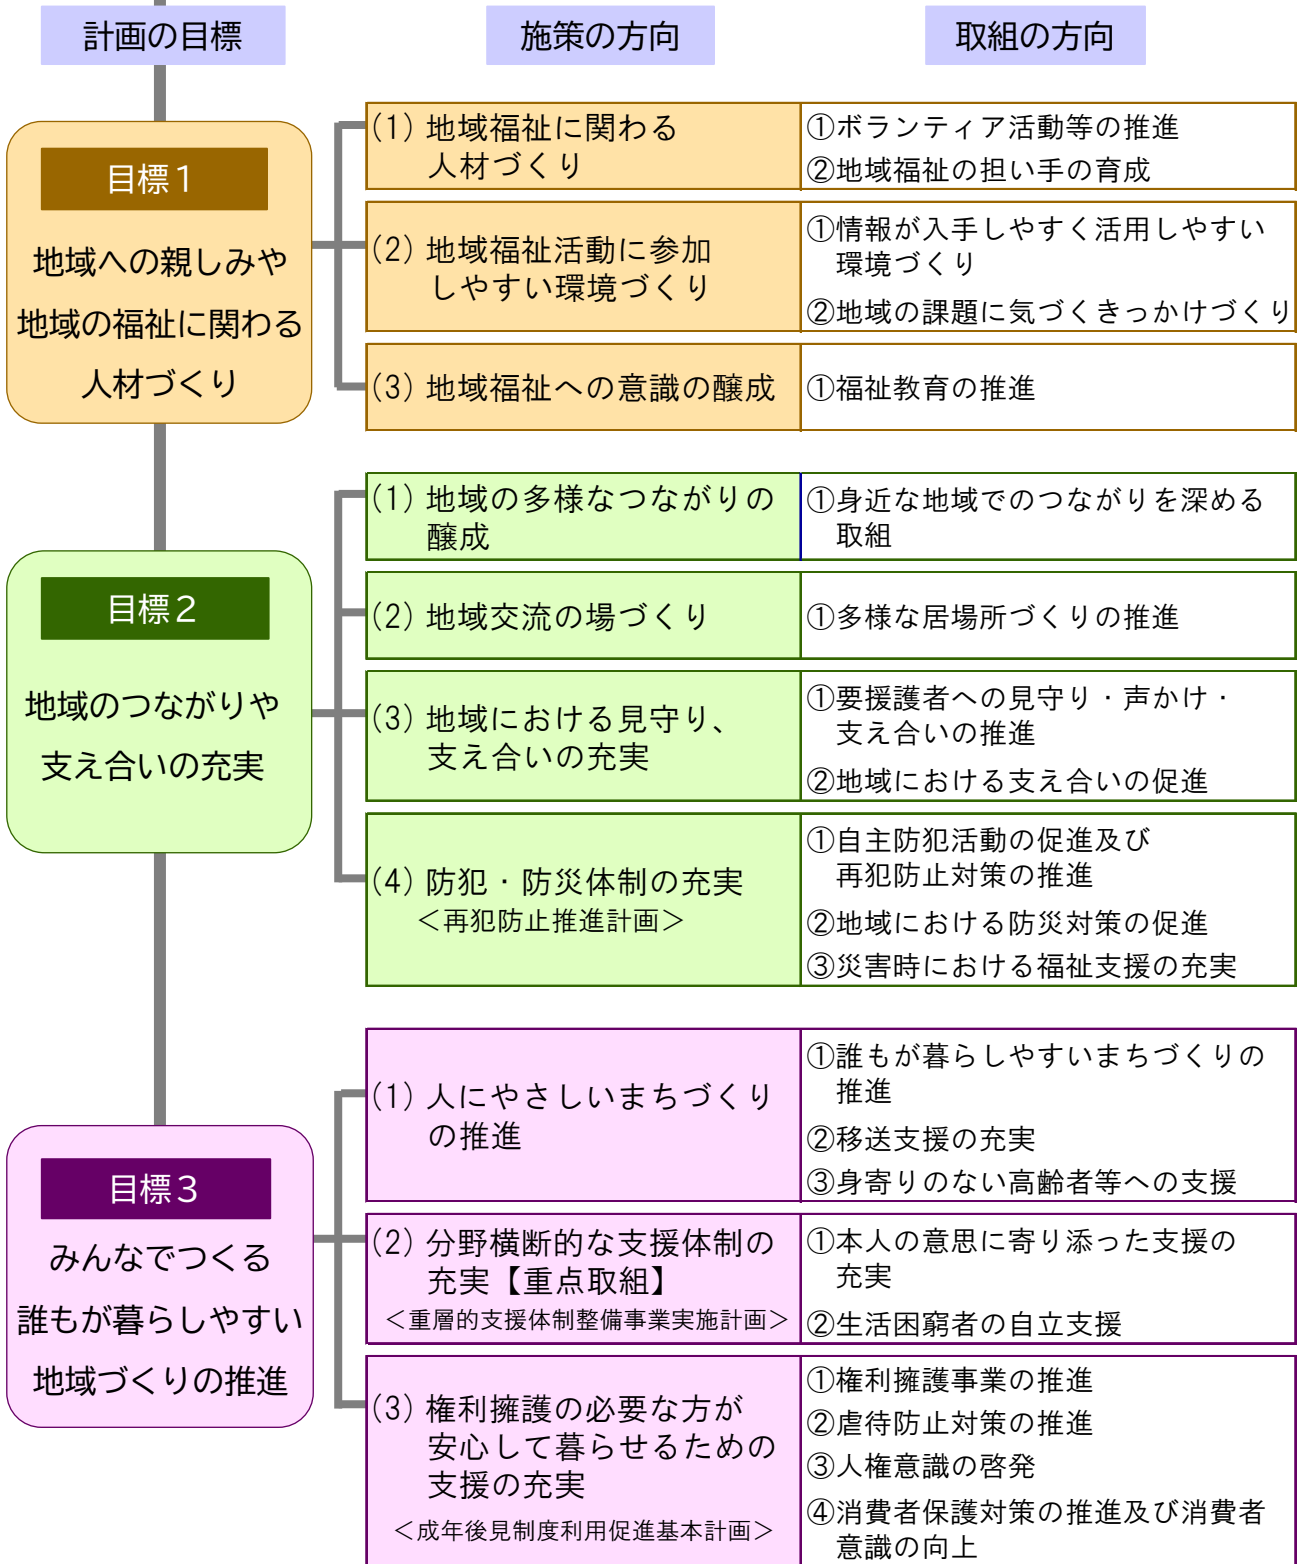 計画の目標
施策の方向
取組の方向
目標１
地域への親しみや
地域の福祉に関わる
人材づくり
(1) 地域福祉に関わる
人材づくり
①ボランティア活動等の推進
②地域福祉の担い手の育成
(2) 地域福祉活動に参加
しやすい環境づくり
①情報が入手しやすく活用しやすい
環境づくり
②地域の課題に気づくきっかけづくり
(3) 地域福祉への意識の醸成
①福祉教育の推進
目標２
地域のつながりや
支え合いの充実
(1) 地域の多様なつながりの
醸成
①身近な地域でのつながりを深める
取組
(2) 地域交流の場づくり
①多様な居場所づくりの推進
(3) 地域における見守り、
支え合いの充実
①要援護者への見守り・声かけ・
支え合いの推進
②地域における支え合いの促進
(4) 防犯・防災体制の充実
＜再犯防止推進計画＞
①自主防犯活動の促進及び
再犯防止対策の推進
②地域における防災対策の促進
③災害時における福祉支援の充実
目標３
みんなでつくる
誰もが暮らしやすい
地域づくりの推進
(1) 人にやさしいまちづくり
の推進
①誰もが暮らしやすいまちづくりの
推進
②移送支援の充実
③身寄りのない高齢者等への支援
(2) 分野横断的な支援体制の
充実【重点取組】
＜重層的支援体制整備事業実施計画＞
①本人の意思に寄り添った支援の
充実
②生活困窮者の自立支援
(3) 権利擁護の必要な方が
安心して暮らせるための
支援の充実
＜成年後見制度利用促進基本計画＞
①権利擁護事業の推進
②虐待防止対策の推進
③人権意識の啓発
④消費者保護対策の推進及び消費者
意識の向上